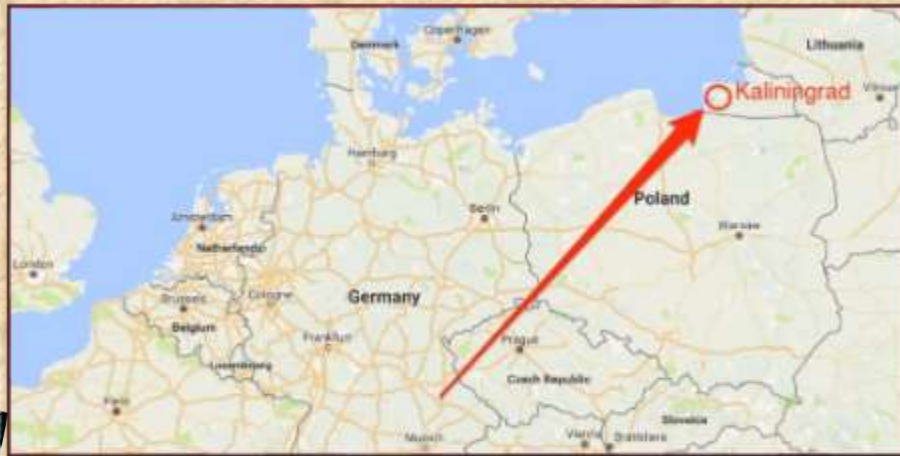 Copenhagen
Denmark
Lithuania
Kaliningrad
Vilnius
Hamburg
Berlin
Poland
Amsterdam
Netherlands
Warsaw
London
Brussels
Cologne
Germany
Belgium
Frankfurt
Prague
Luxembourg
Czech Republic
Paris
Slovakia
Munich
Vienna
Bratislava